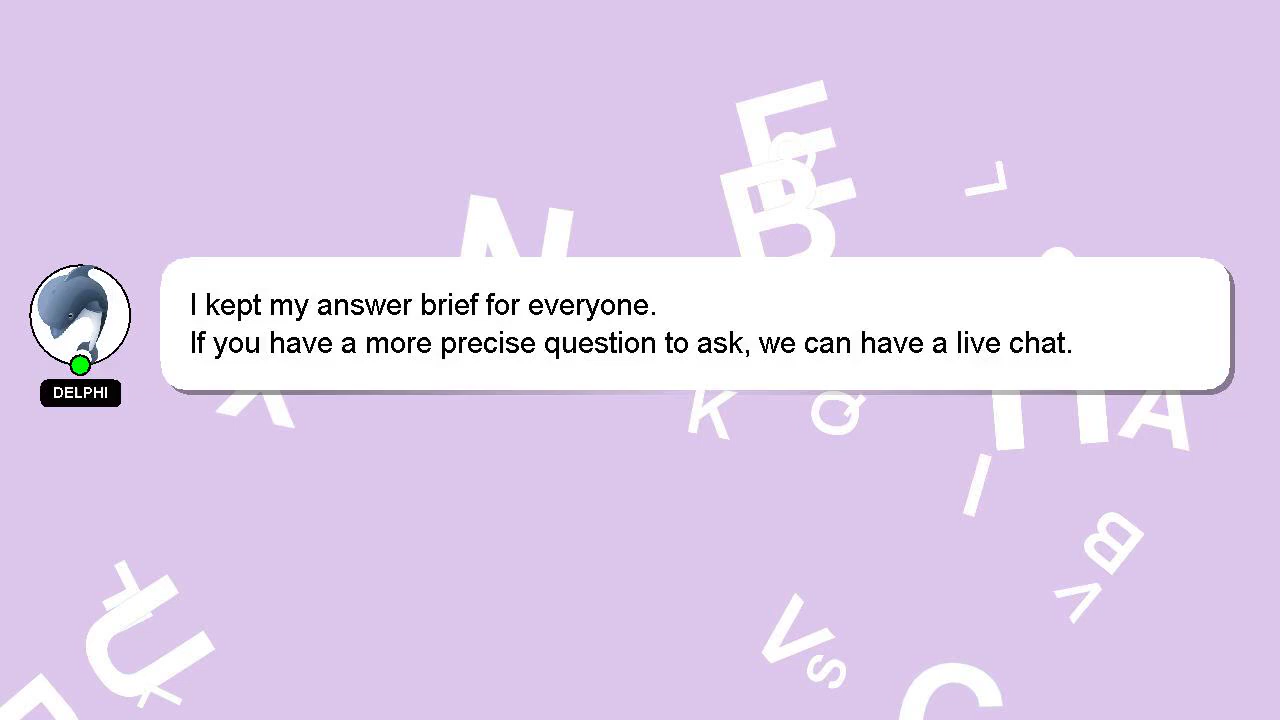 E
B
L
N
I kept my answer brief for everyone.
If you have a more precise question to ask, we can have a live chat.
DELPHI
K
Q
A
I
B
V
U
V
S
C